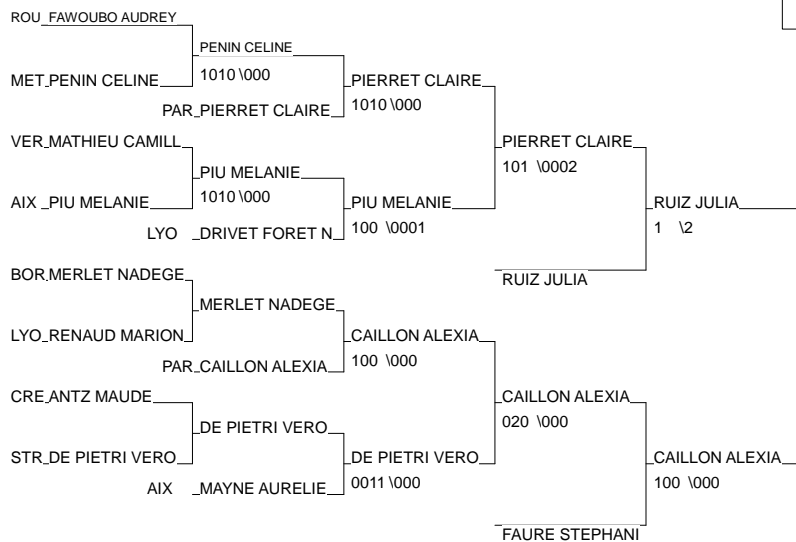 ROU FAWOUBO AUDREY
PENIN CELINE
1010 \000
MET PENIN CELINE
PIERRET CLAIRE
1010 \000
PAR PIERRET CLAIRE
VER MATHIEU CAMILL
PIERRET CLAIRE
101 \0002
PIU MELANIE
1010 \000
AIX PIU MELANIE
PIU MELANIE
100 \0001
RUIZ JULIA
1 \2
LYO DRIVET FORET N
BOR MERLET NADEGE
RUIZ JULIA
MERLET NADEGE
LYO RENAUD MARION
CAILLON ALEXIA
100 \000
PAR CAILLON ALEXIA
CRE ANTZ MAUDE
CAILLON ALEXIA
020 \000
DE PIETRI VERO
STR DE PIETRI VERO
DE PIETRI VERO
0011 \000
CAILLON ALEXIA
100 \000
AIX MAYNE AURELIE
FAURE STEPHANI